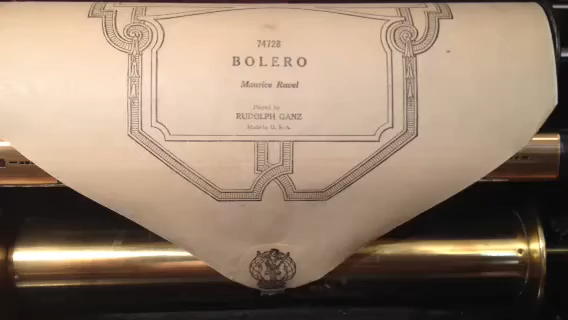 74728
BOLERO
Maurice Ravel
Played by
RUDOLPH GANZ
Made in U. S. A.